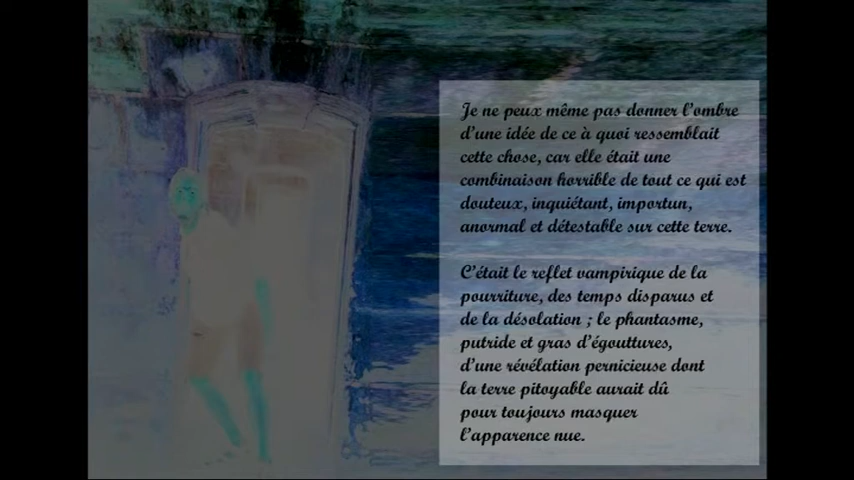 Je ne peux même pas donner l'ombre
d'une idée de ce à quoi ressemblait
cette chose, car elle était une
combinaison horrible de tout ce qui est
douteux, inquiétant, importun,
anormal et détestable sur cette terre.
C'était le reflet vampirique de la
pourriture, des temps disparus et
de la désolation ; le phantasme,
putride et gras d'égouttures,
d'une révélation pernicieuse dont
la terre pitoyable aurait dû
pour toujours masquer
l'apparence nue.